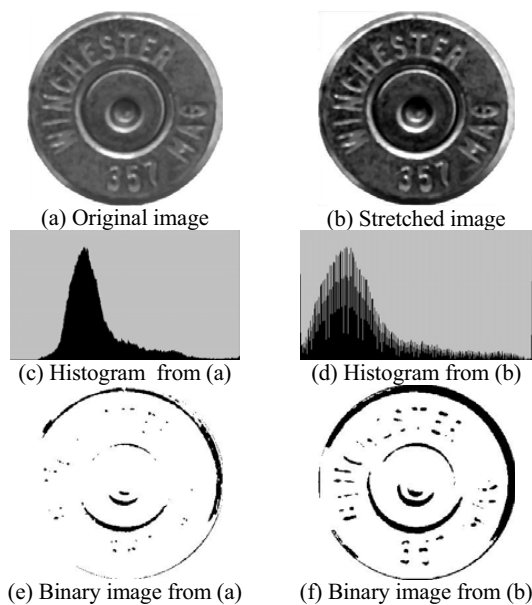 WINCHESTER
MAG
357
WINCHESTER
MAG
357
(a) Original image
(b) Stretched image
(c) Histogram from (a)
(d) Histogram from (b)
(e) Binary image from (a)
(f) Binary image from (b)